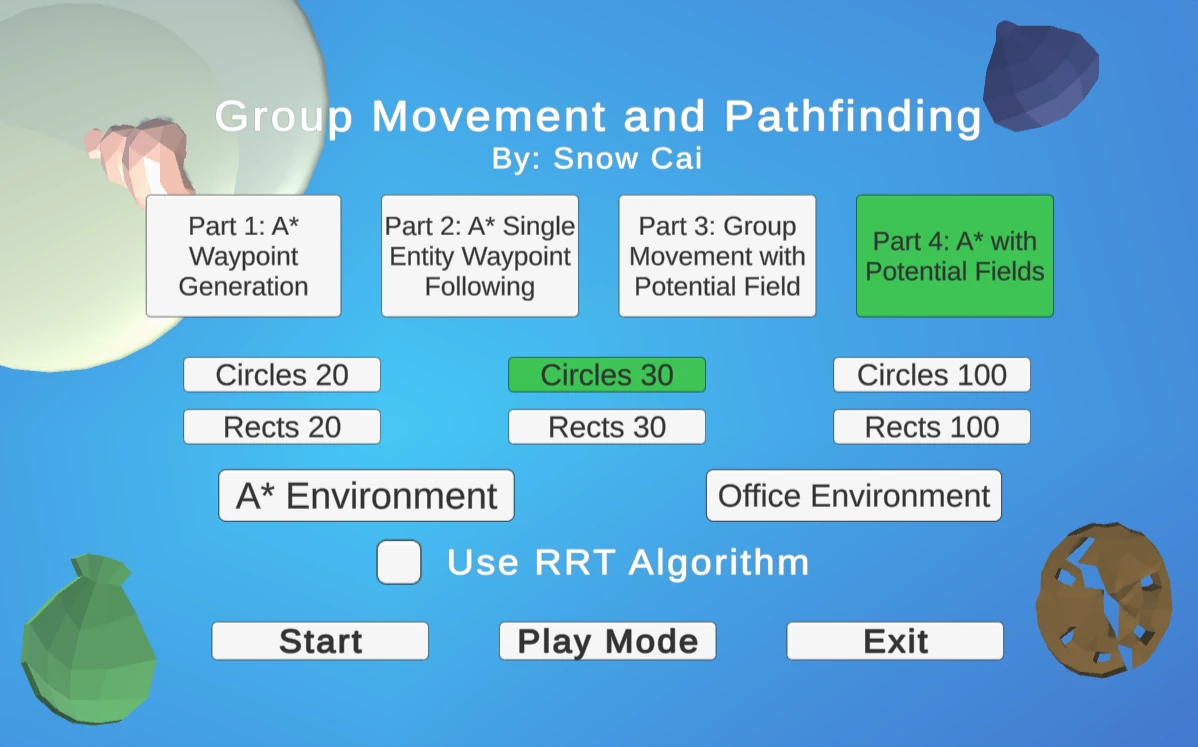 Group Movement and Pathfinding
By: Snow Cai
Part 1: A*
Waypoint
Generation
Part 2: A* Single
Entity Waypoint
Following
Part 3: Group
Movement with
Potential Field
Part 4: A* with
Potential Fields
Circles 20
Circles 30
Circles 100
Rects 20
Rects 30
Rects 100
A* Environment
Office Environment
Use RRT Algorithm
Start
Play Mode
Exit